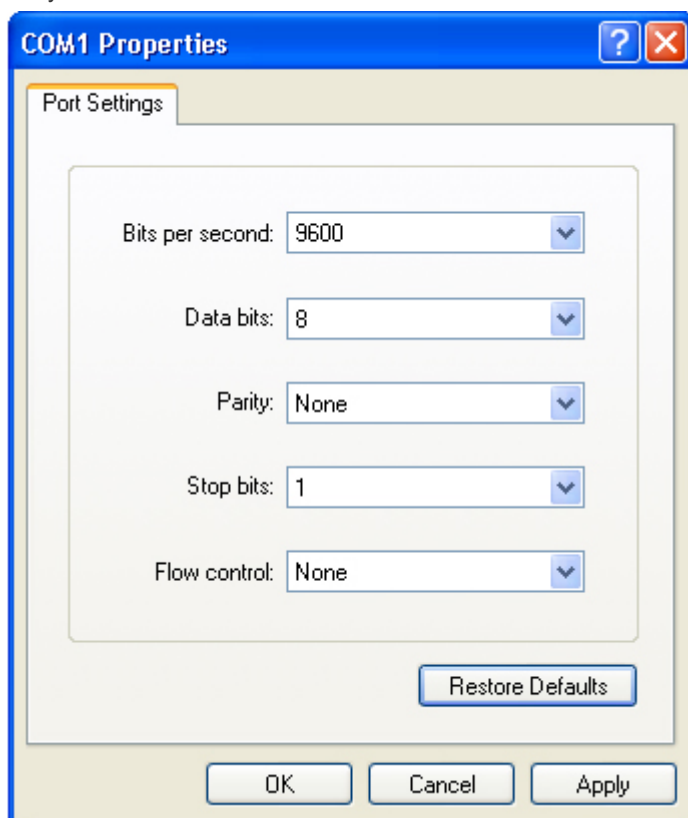 COM1 Properties
Port Settings
Bits per second: 9600
Data bits: 8
Parity: None
Stop bits: 1
Flow control: None
Restore Defaults
OK Cancel Apply